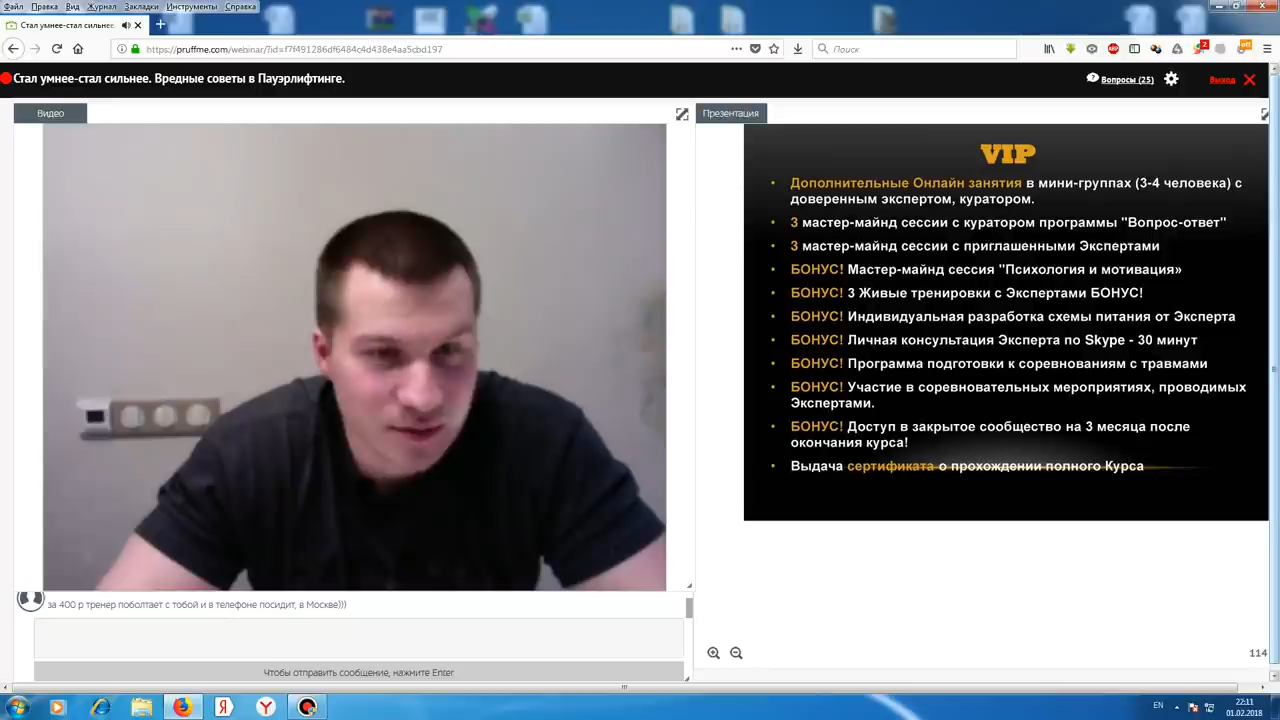 Файл Правка Вид Журнал Закладки Инструменты Справка
Стал умнее-стал сильнее.
https://pruffme.com/webinar/?id=f7f491286df6484c4d438e4aa5cbd197
Поиск
ABP
2
off
Стал умнее-стал сильнее. Вредные советы в Пауэрлифтинге.
Вопросы (25)
Выход
Видео
Презентация
VIP
• Дополнительные Онлайн занятия в мини-группах (3-4 человека) с
доверенным экспертом, куратором.
• 3 мастер-майнд сессии с куратором программы "Вопрос-ответ"
• 3 мастер-майнд сессии с приглашенными Экспертами
• БОНУС! Мастер-майнд сессия "Психология и мотивация»
• БОНУС! 3 Живые тренировки с Экспертами БОНУС!
• БОНУС! Индивидуальная разработка схемы питания от Эксперта
• БОНУС! Личная консультация Эксперта по Skype - 30 минут
• БОНУС! Программа подготовки к соревнованиям с травмами
• БОНУС! Участие в соревновательных мероприятиях, проводимых
Экспертами.
• БОНУС! Доступ в закрытое сообщество на 3 месяца после
окончания курса!
• Выдача сертификата о прохождении полного Курса
за 400 р тренер поболтает с тобой и в телефоне посидит, в Москве)))
Чтобы отправить сообщение, нажмите Enter
114
EN
22:11
01.02.2018